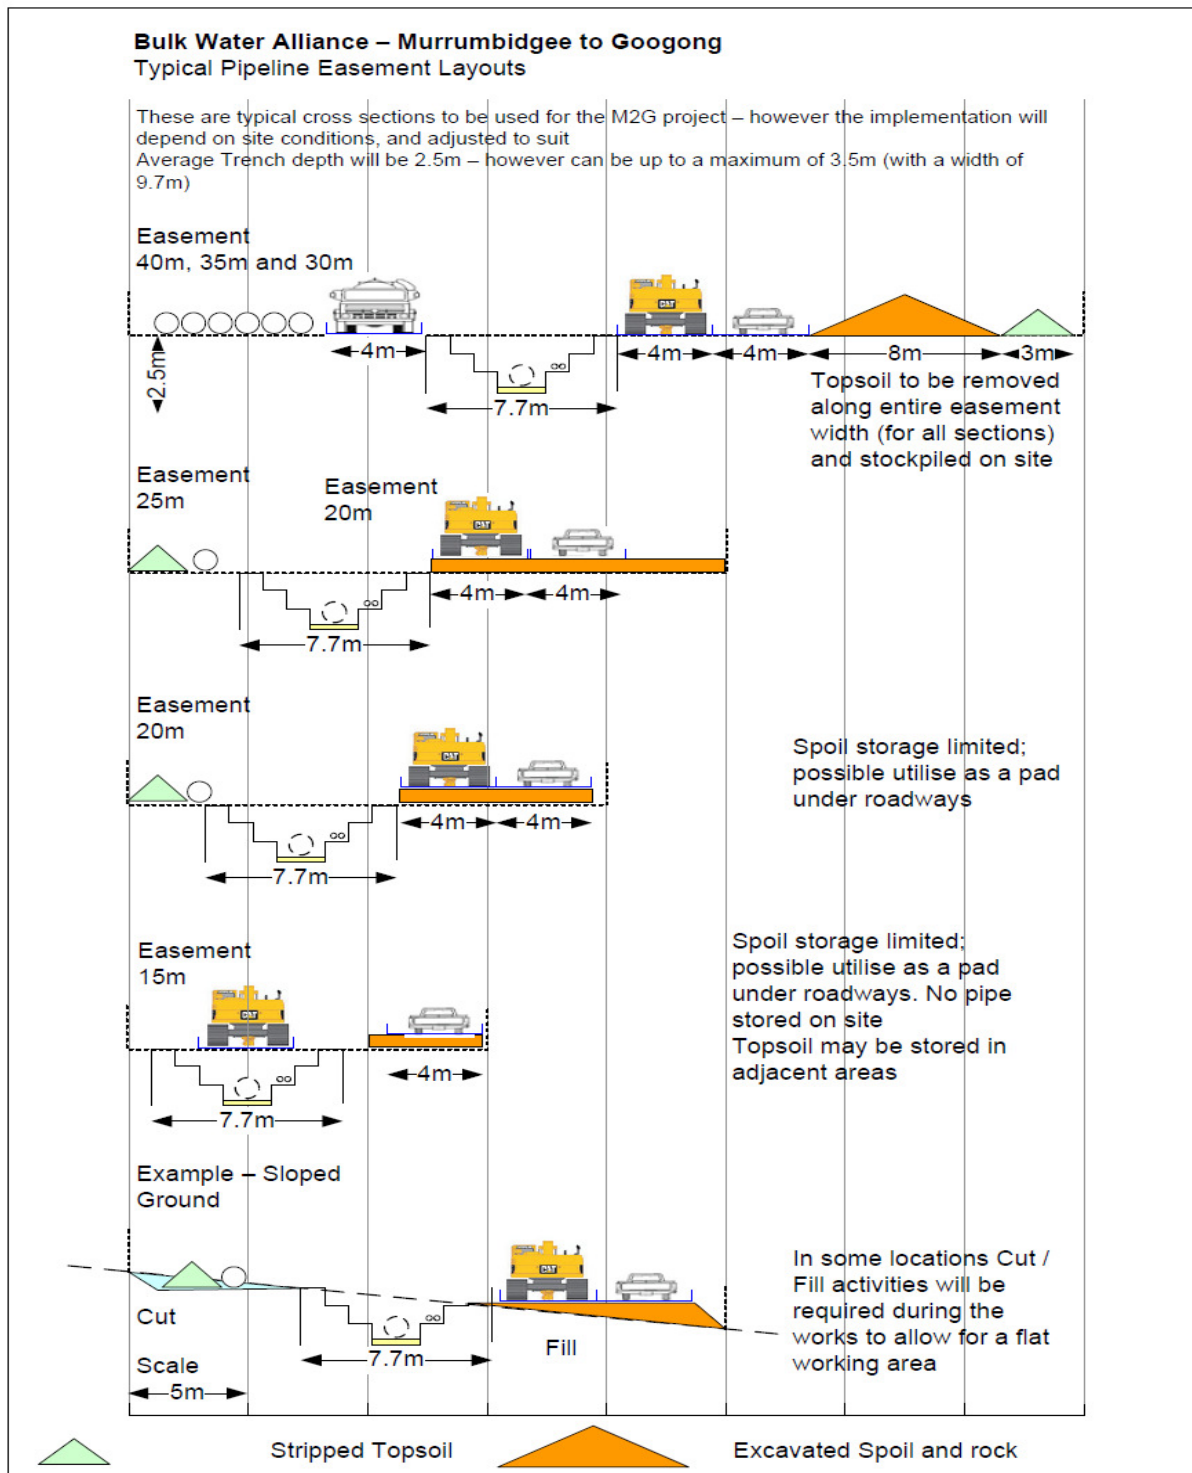 Bulk Water Alliance – Murrumbidgee to Googong
Typical Pipeline Easement Layouts
These are typical cross sections to be used for the M2G project – however the implementation will
depend on site conditions, and adjusted to suit
Average Trench depth will be 2.5m – however can be up to a maximum of 3.5m (with a width of
9.7m)
Easement
40m, 35m and 30m
CAT
4m
4m
4m
8m
3m
2.5m
7.7m
Topsoil to be removed
along entire easement
width (for all sections)
and stockpiled on site
Easement
25m
Easement
20m
CAT
4m
4m
7.7m
Easement
20m
CAT
4m
4m
7.7m
Spoil storage limited;
possible utilise as a pad
under roadways
Easement
15m
CAT
4m
7.7m
Spoil storage limited;
possible utilise as a pad
under roadways. No pipe
stored on site
Topsoil may be stored in
adjacent areas
Example – Sloped
Ground
CAT
Cut
7.7m
Fill
In some locations Cut /
Fill activities will be
required during the
works to allow for a flat
working area
Scale
5m
Stripped Topsoil
Excavated Spoil and rock